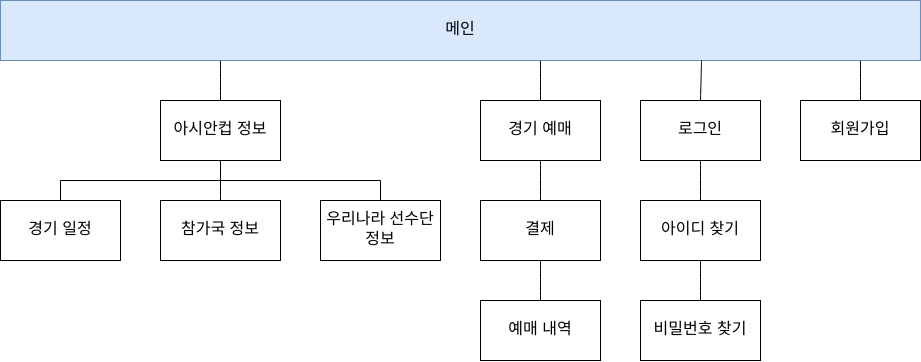 메인
아시안컵 정보
경기 예매
로그인
회원가입
경기 일정
참가국 정보
우리나라 선수단
정보
결제
아이디 찾기
예매 내역
비밀번호 찾기